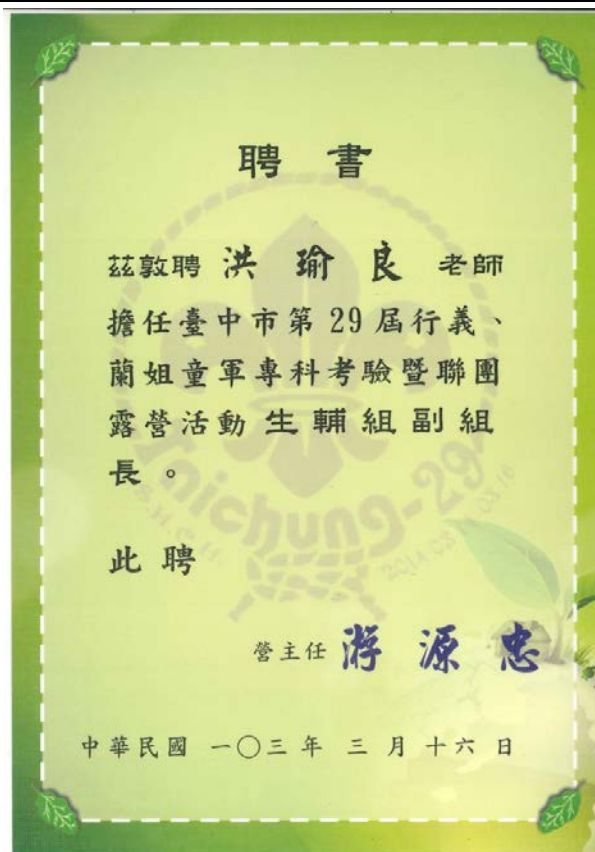 聘書
茲敦聘 洪瑜良 老師
擔任臺中市第 29 屆行義、
蘭姐童軍專科考驗暨聯團
露營活動 生輔組副組
長。
此聘
營主任 游源忠
中華民國 一〇三年 三月十六日
Taichung-29